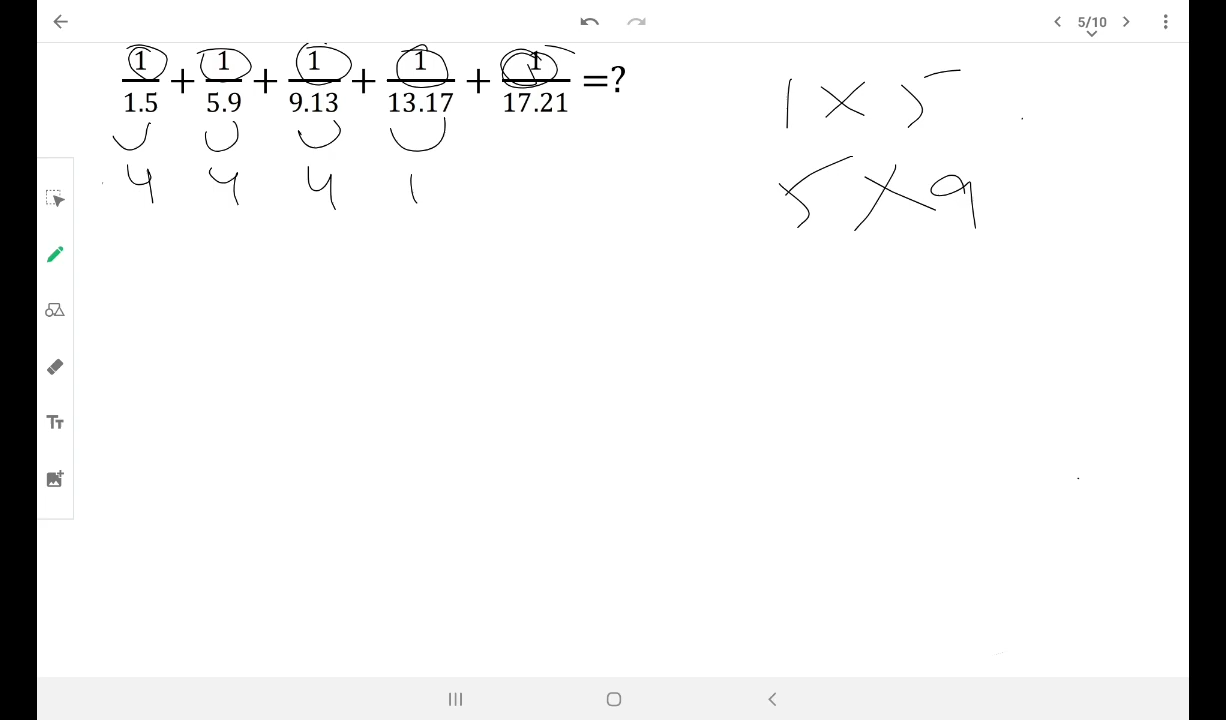 5/10
1/1.5 + 1/5.9 + 1/9.13 + 1/13.17 + 1/17.21 =?
1 × 5
4 4 4 1
5 × 9
Tт